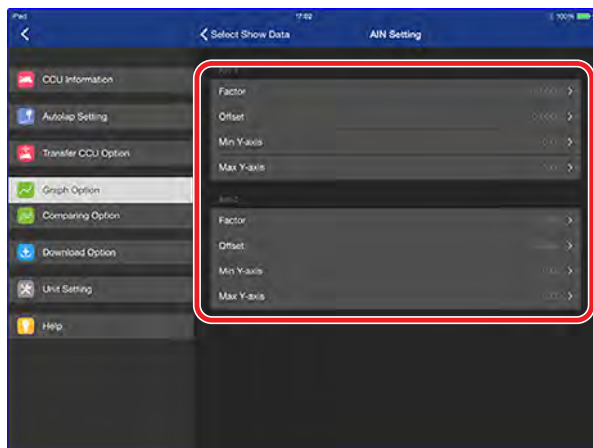 iPad
17:02
100%
Select Show Data
AIN Setting
CCU Information
Autolap Setting
Transfer CCU Option
Graph Option
Comparing Option
Download Option
Unit Setting
Help
Factor
Offset
Min Y-axis
Max Y-axis
Factor
Offset
Min Y-axis
Max Y-axis